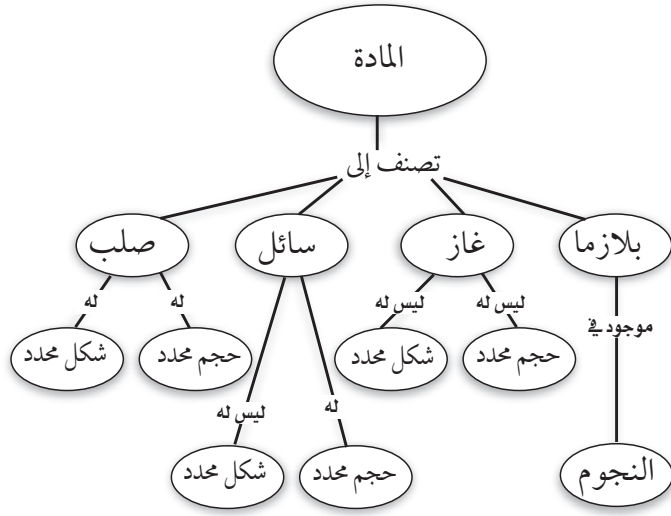 المادة
تصنف إلى
بلازما
غاز
سائل
صلب
موجود في
ليس له
ليس له
له
له
حجم محدد
شكل محدد
حجم محدد
شكل محدد
له
ليس له
النجوم
حجم محدد
شكل محدد